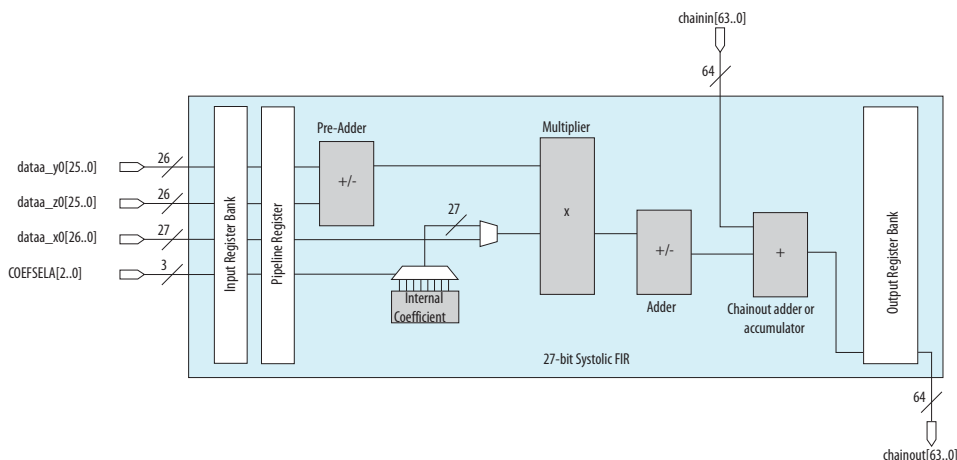 chainin[63..0]
64
Pre-Adder
Multiplier
dataa_y0[25..0]
26
+/-
dataa_z0[25..0]
26
dataa_x0[26..0]
27
27
x
COEFSELA[2..0]
3
Input Register Bank
Pipeline Register
Internal
Coefficient
+/-
Adder
+
Chainout adder or
accumulator
Output Register Bank
27-bit Systolic FIR
64
chainout[63..0]